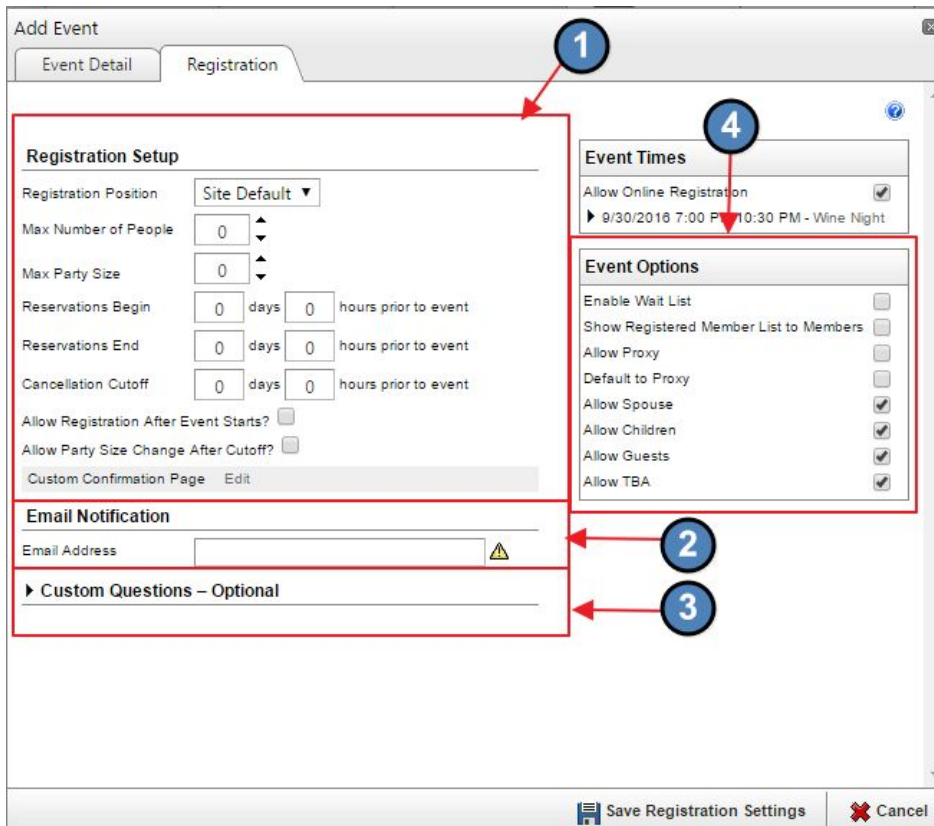 Add Event
Event Detail
Registration
1
4
Registration Setup
Registration Position Site Default
Max Number of People 0
Max Party Size 0
Reservations Begin 0 days 0 hours prior to event
Reservations End 0 days 0 hours prior to event
Cancellation Cutoff 0 days 0 hours prior to event
Allow Registration After Event Starts?
Allow Party Size Change After Cutoff?
Custom Confirmation Page Edit
Email Notification
Email Address
2
Custom Questions – Optional
3
Event Times
Allow Online Registration
9/30/2016 7:00 P 10:30 PM - Wine Night
Event Options
Enable Wait List
Show Registered Member List to Members
Allow Proxy
Default to Proxy
Allow Spouse
Allow Children
Allow Guests
Allow TBA
Save Registration Settings
Cancel